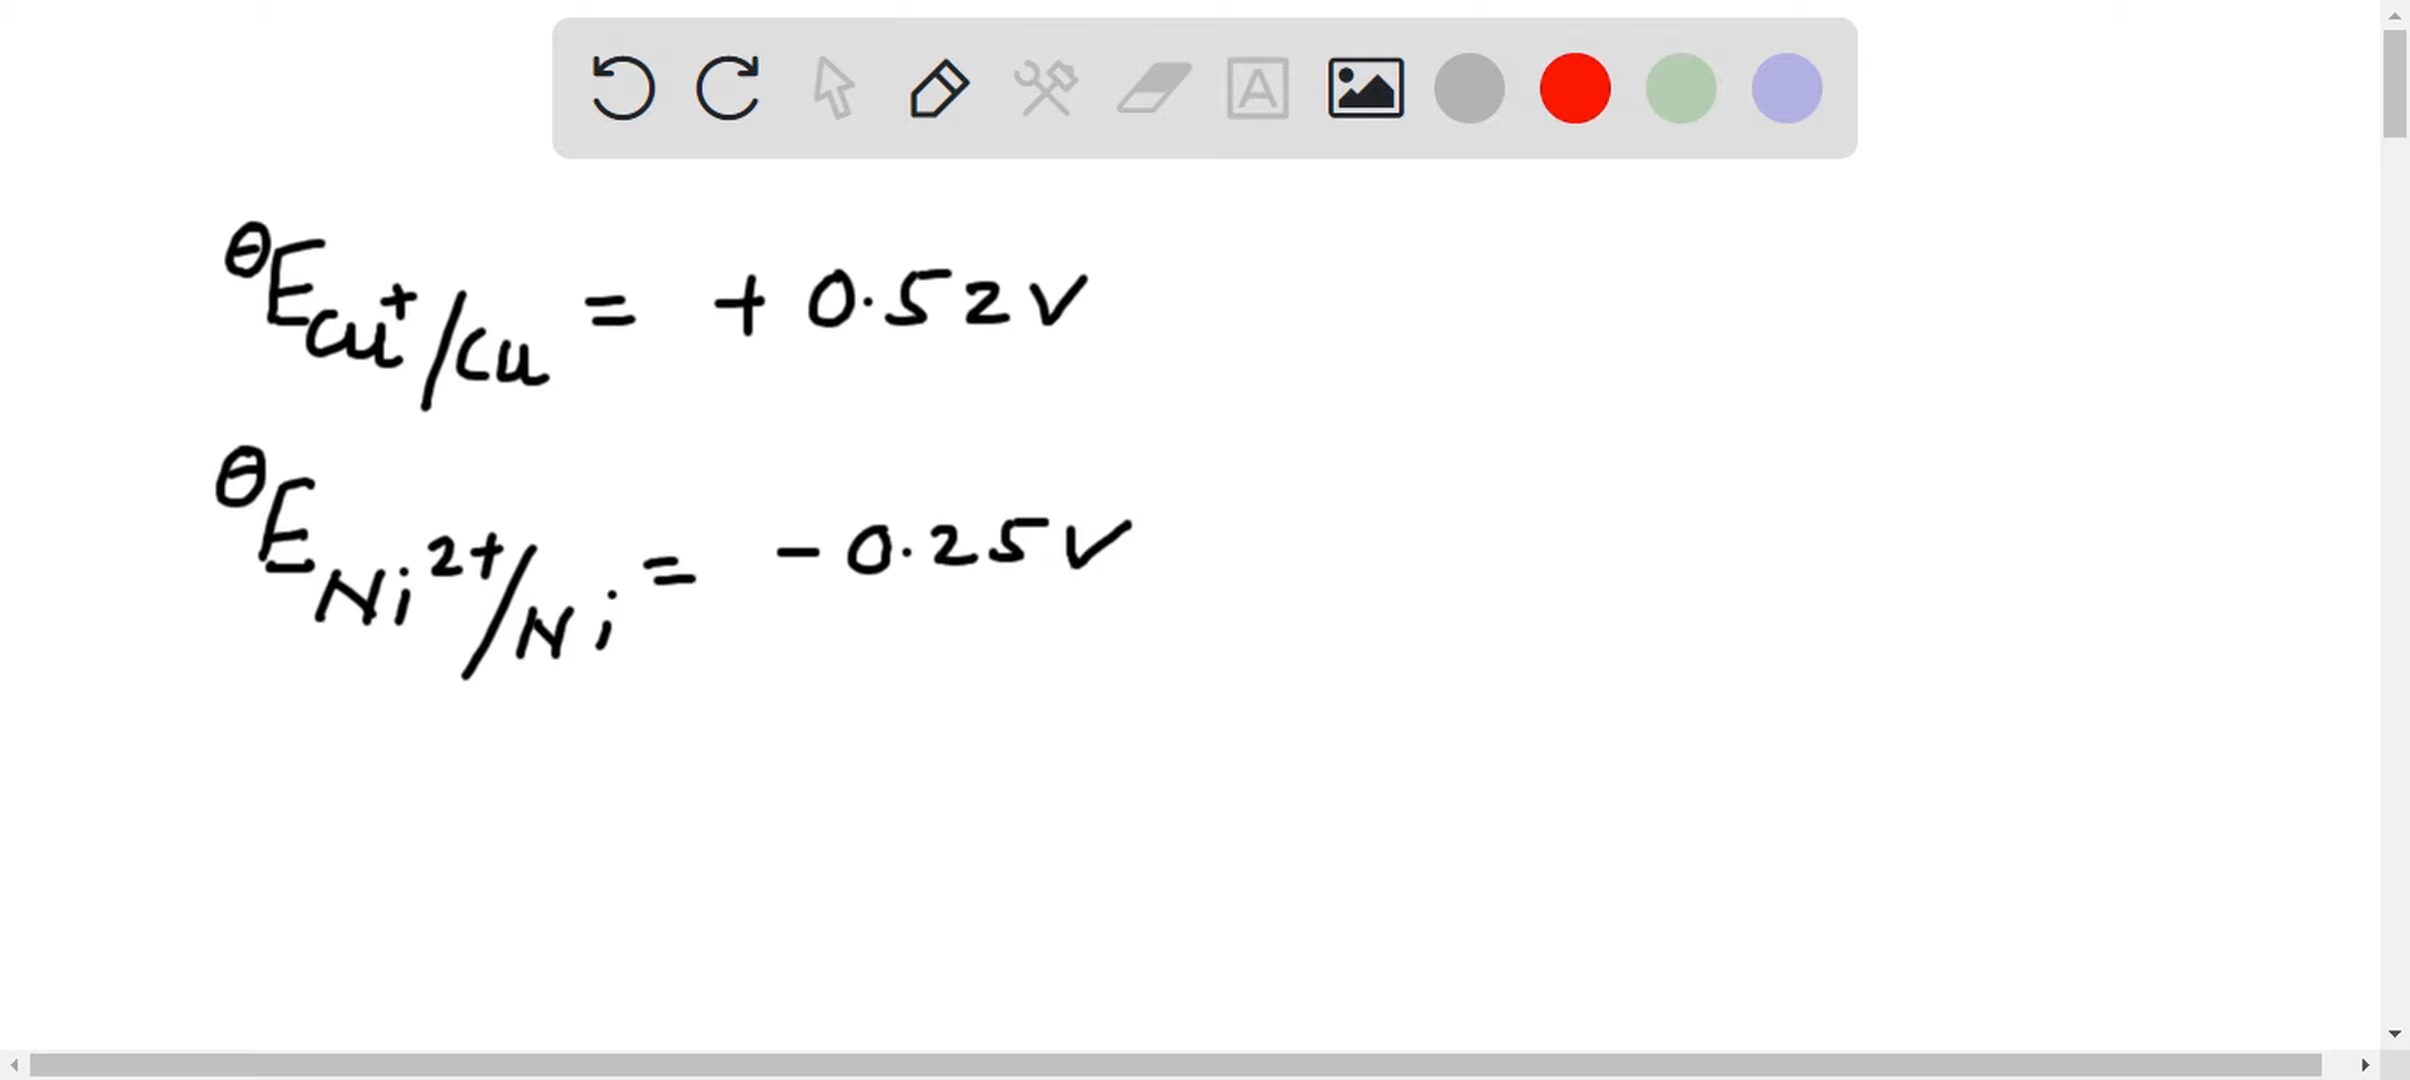 A
θE Cu⁺/Cu = + 0.52V
θE Ni²⁺/Ni = - 0.25V